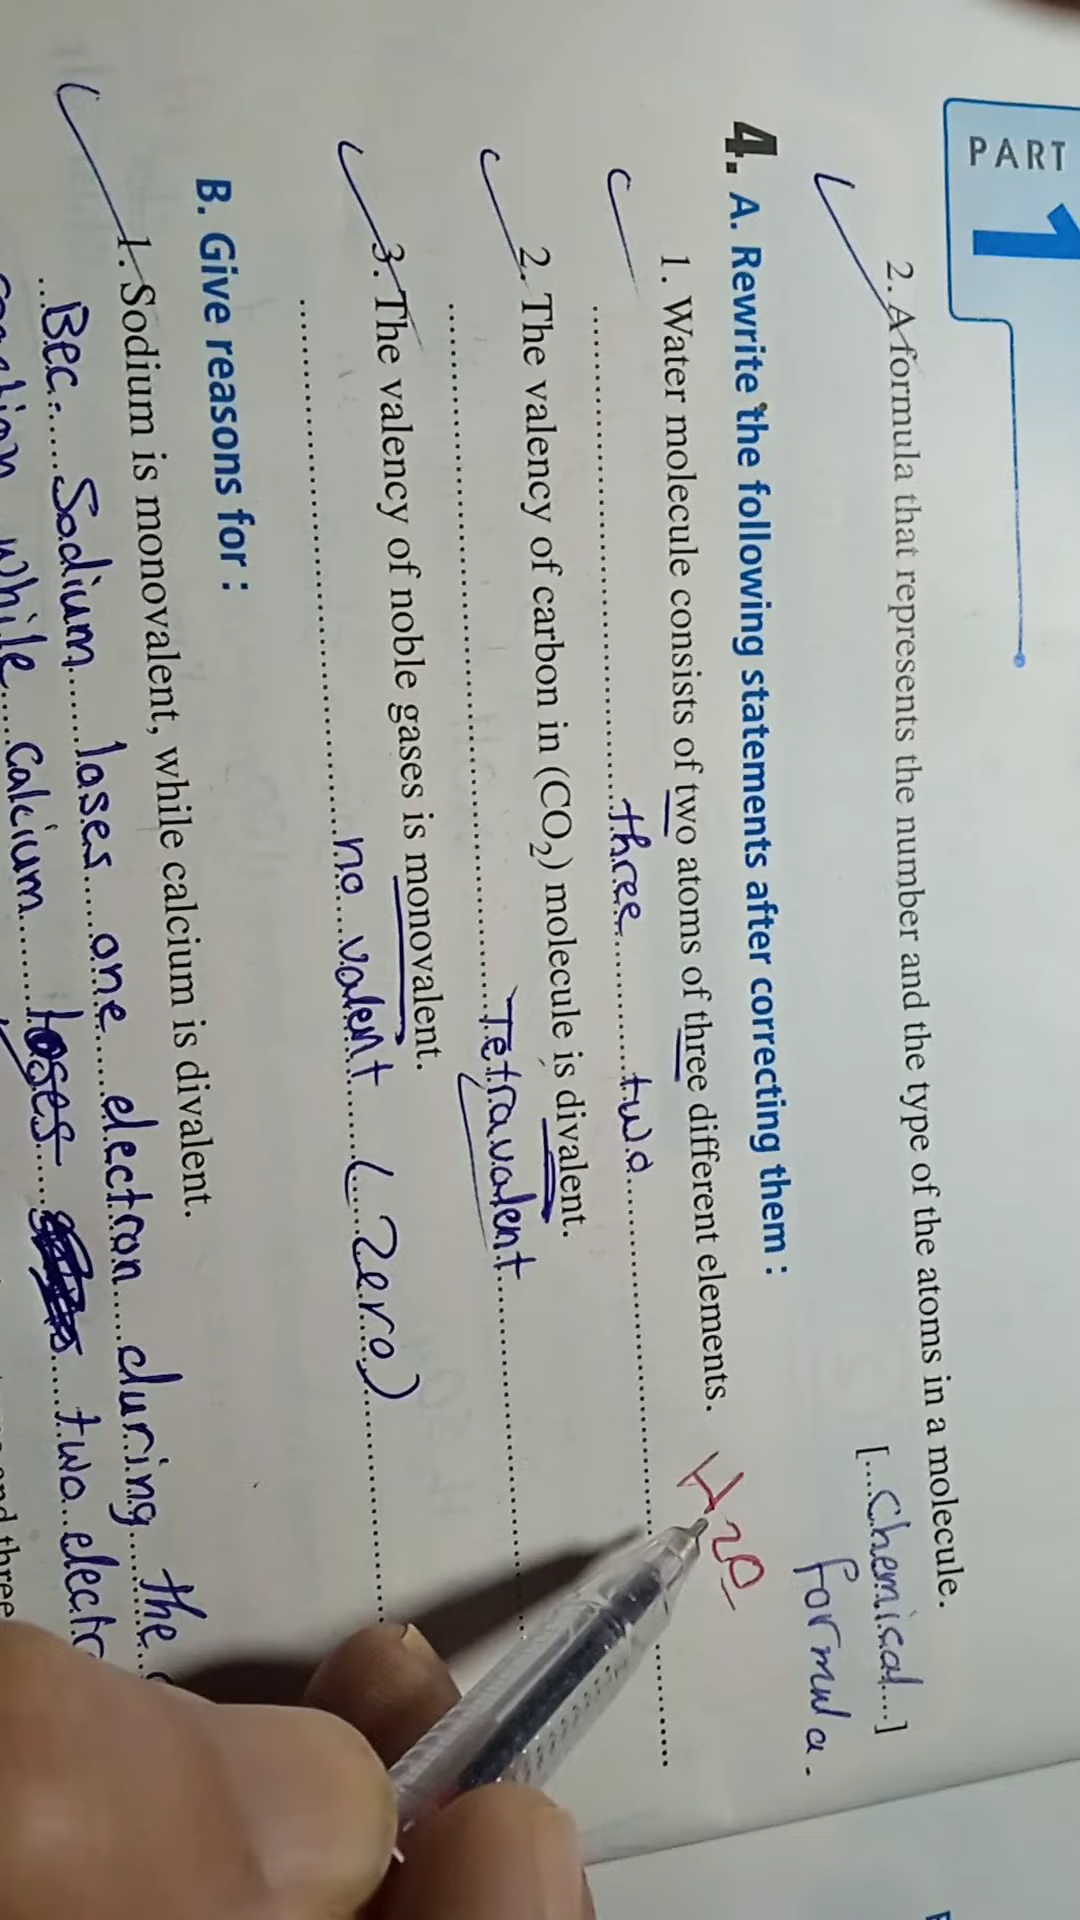 PART
1
2. A formula that represents the number and the type of the atoms in a molecule.
[...Chemical...]
formula.
4. A. Rewrite the following statements after correcting them :
1. Water molecule consists of two atoms of three different elements.
H2O
three two
2. The valency of carbon in (CO₂) molecule is divalent.
Tetravalent
3. The valency of noble gases is monovalent.
no valent (Zero)
B. Give reasons for :
1. Sodium is monovalent, while calcium is divalent.
Bec. Sodium loses one electron during the
while calcium loses two electr